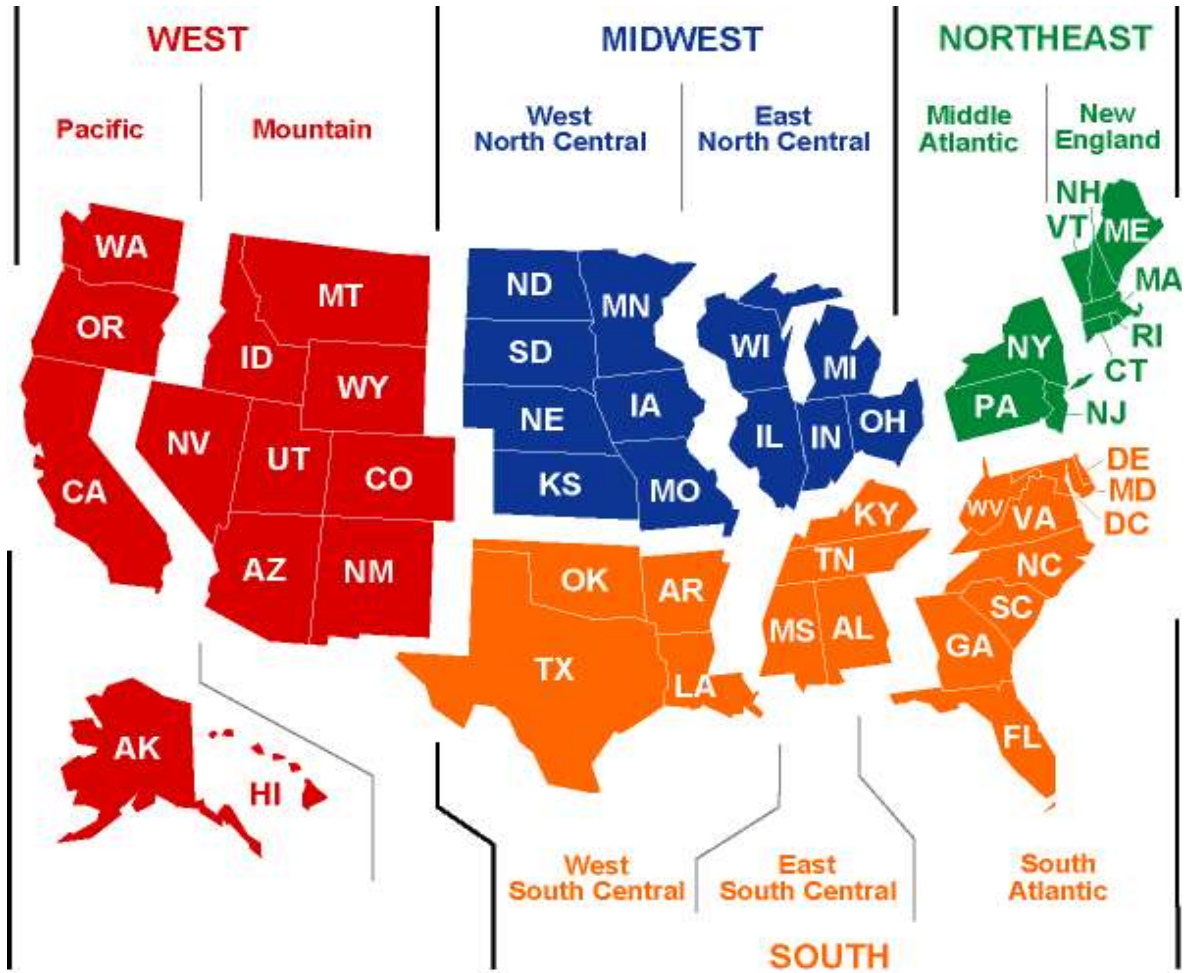 WEST
MIDWEST
NORTHEAST
Pacific
Mountain
West
North Central
East
North Central
Middle
Atlantic
New
England
NH
VT
ME
WA
MT
ND
MN
MA
OR
ID
SD
WI
MI
NY
RI
WY
CT
NV
UT
CO
NE
IA
IL
IN
OH
PA
NJ
CA
KS
MO
DE
MD
DC
KY
WV
VA
AZ
NM
OK
AR
TN
NC
SC
MS
AL
GA
TX
LA
AK
HI
FL
West
South Central
East
South Central
South
Atlantic
SOUTH